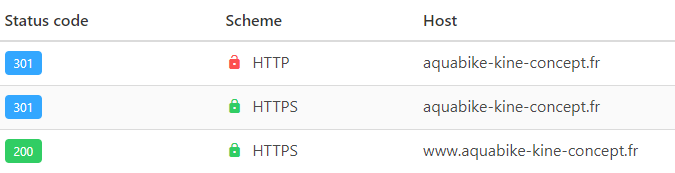 Status code Scheme Host
301 HTTP aquabike-kine-concept.fr
301 HTTPS aquabike-kine-concept.fr
200 HTTPS www.aquabike-kine-concept.fr